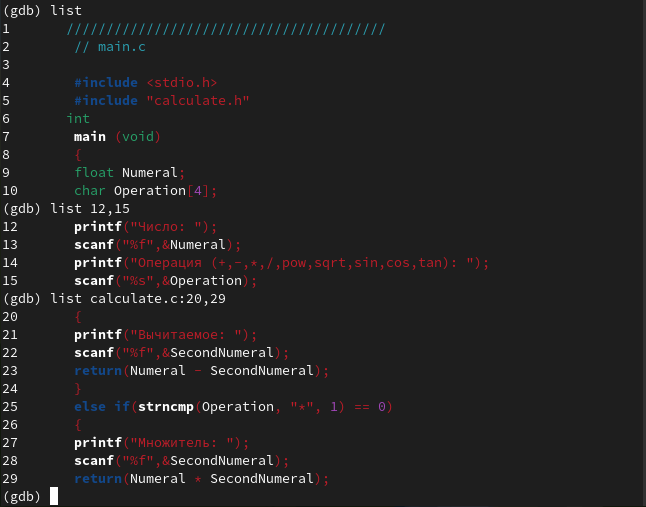 (gdb) list
1	////////////////////////////////////////
2	 // main.c
3
4	 #include <stdio.h>
5	 #include "calculate.h"
6	int
7	 main (void)
8	 {
9	 float Numeral;
10	 char Operation[4];
(gdb) list 12,15
12	 printf("Число: ");
13	 scanf("%f",&Numeral);
14	 printf("Операция (+,-,*,/,pow,sqrt,sin,cos,tan): ");
15	 scanf("%s",&Operation);
(gdb) list calculate.c:20,29
20	 {
21	 printf("Вычитаемое: ");
22	 scanf("%f",&SecondNumeral);
23	 return(Numeral - SecondNumeral);
24	 }
25	 else if(strncmp(Operation, "*", 1) == 0)
26	 {
27	 printf("Множитель: ");
28	 scanf("%f",&SecondNumeral);
29	 return(Numeral * SecondNumeral);
(gdb)